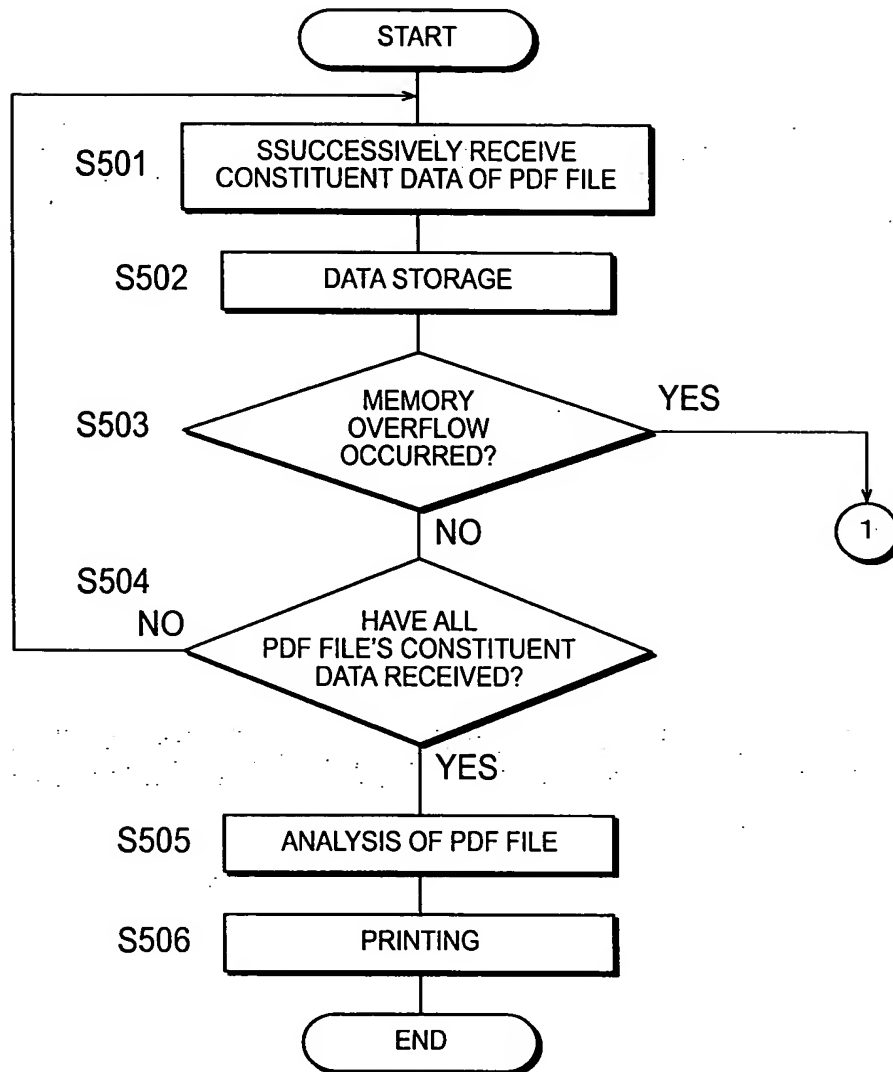 START
S501
SSUCCESSIVELY RECEIVE
CONSTITUENT DATA OF PDF FILE
S502
DATA STORAGE
S503
MEMORY
OVERFLOW
OCCURRED?
YES
1
NO
S504
NO
HAVE ALL
PDF FILE'S CONSTITUENT
DATA RECEIVED?
YES
S505
ANALYSIS OF PDF FILE
S506
PRINTING
END